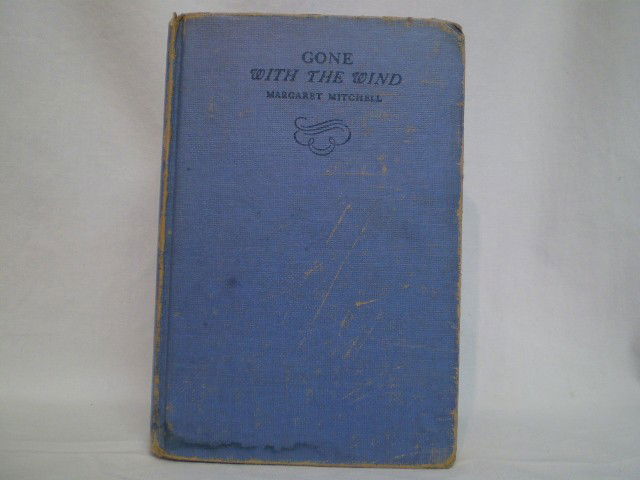 GONE
WITH THE WIND
MARGARET MITCHELL